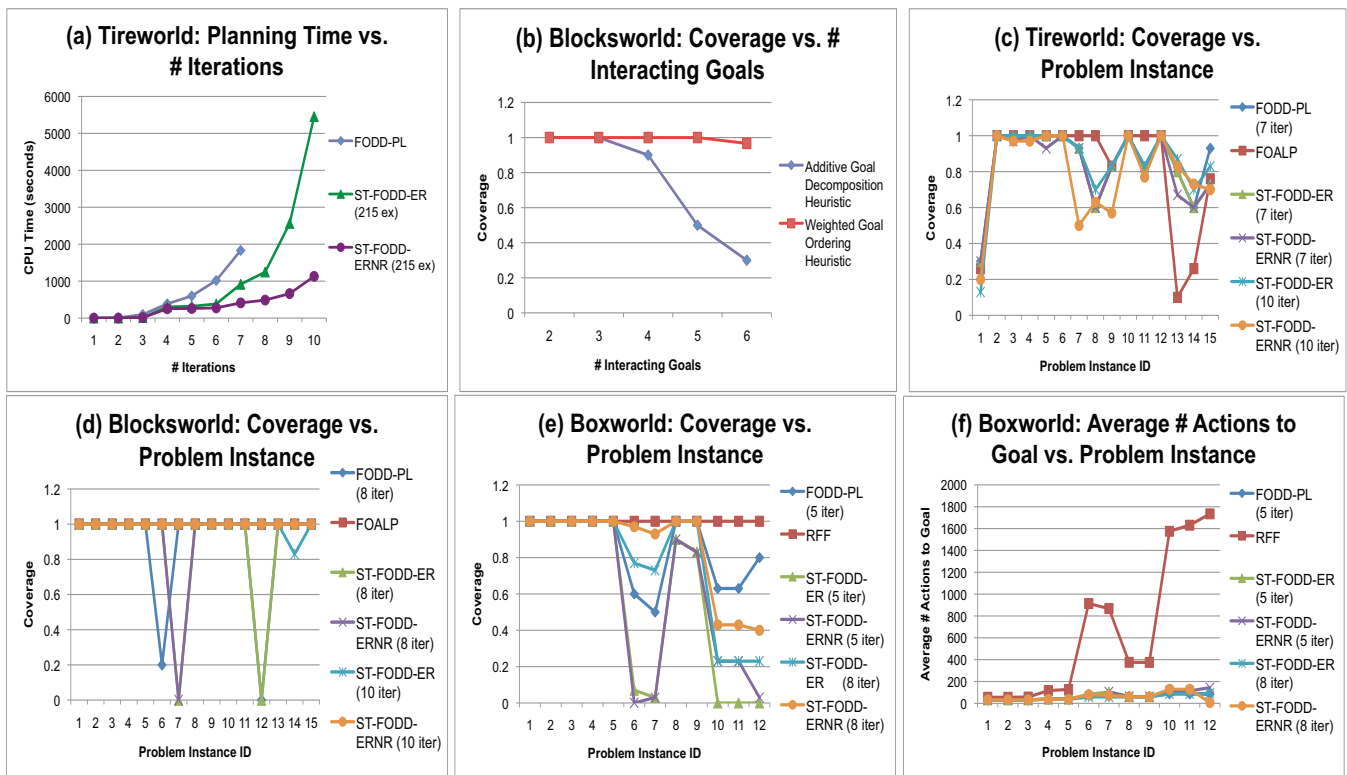 (a) Tireworld: Planning Time vs.
# Iterations
CPU Time (seconds)
6000
5000
4000
3000
2000
1000
0
1 2 3 4 5 6 7 8 9 10
# Iterations
FODD-PL
ST-FODD-ER
(215 ex)
ST-FODD-
ERNR (215 ex)
(b) Blocksworld: Coverage vs. #
Interacting Goals
Coverage
1.2
1
0.8
0.6
0.4
0.2
0
2 3 4 5 6
# Interacting Goals
Additive Goal
Decomposition
Heuristic
Weighted Goal
Ordering
Heuristic
(c) Tireworld: Coverage vs.
Problem Instance
Coverage
1.2
1
0.8
0.6
0.4
0.2
0
1 2 3 4 5 6 7 8 9 10 11 12 13 14 15
Problem Instance ID
FODD-PL
(7 iter)
FOALP
ST-FODD-ER
(7 iter)
ST-FODD-
ERNR (7 iter)
ST-FODD-ER
(10 iter)
ST-FODD-
ERNR (10 iter)
(d) Blocksworld: Coverage vs.
Problem Instance
Coverage
1.2
1
0.8
0.6
0.4
0.2
0
1 2 3 4 5 6 7 8 9 10 11 12 13 14 15
Problem Instance ID
FODD-PL
(8 iter)
FOALP
ST-FODD-ER
(8 iter)
ST-FODD-
ERNR (8 iter)
ST-FODD-ER
(10 iter)
ST-FODD-
ERNR (10 iter)
(e) Boxworld: Coverage vs.
Problem Instance
Coverage
1.2
1
0.8
0.6
0.4
0.2
0
1 2 3 4 5 6 7 8 9 10 11 12
Problem Instance ID
FODD-PL
(5 iter)
RFF
ST-FODD-
ER (5 iter)
ST-FODD-
ERNR (5 iter)
ST-FODD-
ER (8 iter)
ST-FODD-
ERNR (8 iter)
(f) Boxworld: Average # Actions to
Goal vs. Problem Instance
Average # Actions to Goal
2000
1800
1600
1400
1200
1000
800
600
400
200
0
1 2 3 4 5 6 7 8 9 10 11 12
Problem Instance ID
FODD-PL
(5 iter)
RFF
ST-FODD-ER
(5 iter)
ST-FODD-
ERNR (5 iter)
ST-FODD-ER
(8 iter)
ST-FODD-
ERNR (8 iter)